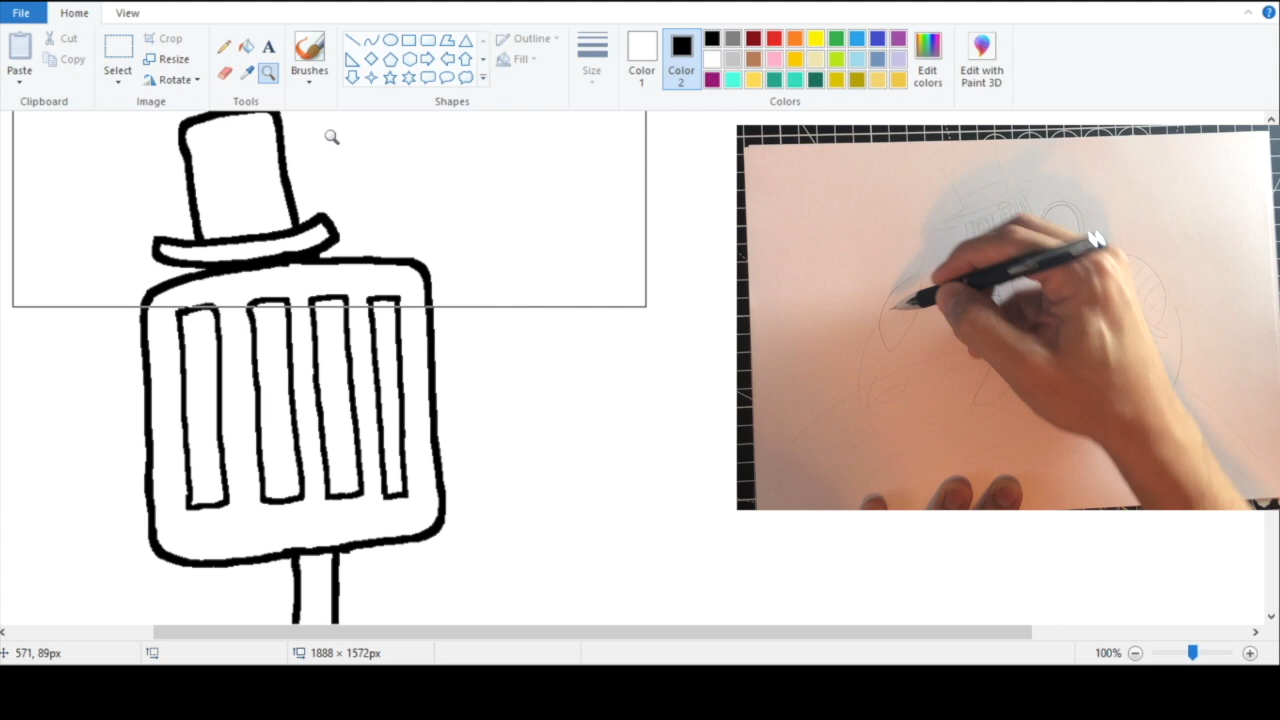 File Home View
Paste Cut Copy Clipboard
Select Crop Resize Rotate Image
Tools
Brushes
Outline Fill Shapes
Size
Color 1 Color 2 Edit colors Colors
Edit with Paint 3D
571, 89px 1888 × 1572px 100%